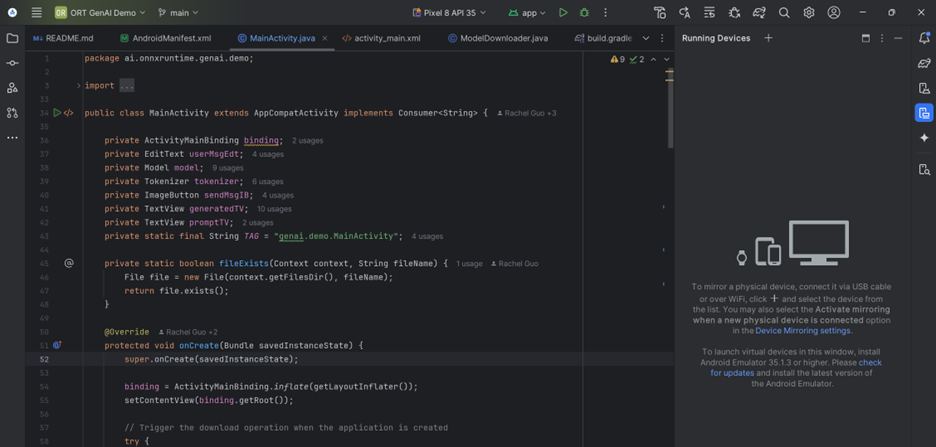 OR ORT GenAI Demo main Pixel 8 API 35 app
README.md AndroidManifest.xml MainActivity.java activity_main.xml ModelDownloader.java build.gradle
Running Devices
9 2
1 package ai.onnxruntime.genai.demo;
2
3 import ...
33
34 public class MainActivity extends AppCompatActivity implements Consumer<String> { Rachel Guo +3
35
36 private ActivityMainBinding binding; 2 usages
37 private EditText userMsgEdt; 4 usages
38 private Model model; 9 usages
39 private Tokenizer tokenizer; 6 usages
40 private ImageButton sendMsgIB; 4 usages
41 private TextView generatedTV; 10 usages
42 private TextView promptTV; 2 usages
43 private static final String TAG = "genai.demo.MainActivity"; 4 usages
44
45 private static boolean fileExists(Context context, String fileName) { 1 usage Rachel Guo
46 File file = new File(context.getFilesDir(), fileName);
47 return file.exists();
48 }
49
50 @Override Rachel Guo +2
51 protected void onCreate(Bundle savedInstanceState) {
52 super.onCreate(savedInstanceState);
53
54 binding = ActivityMainBinding.inflate(getLayoutInflater());
55 setContentView(binding.getRoot());
56
57 // Trigger the download operation when the application is created
58 try {
To mirror a physical device, connect it via USB cable
or over WiFi, click + and select the device from
the list. You may also select the Activate mirroring
when a new physical device is connected option
in the Device Mirroring settings.
To launch virtual devices in this window, install
Android Emulator 35.1.3 or higher. Please check
for updates and install the latest version of
the Android Emulator.